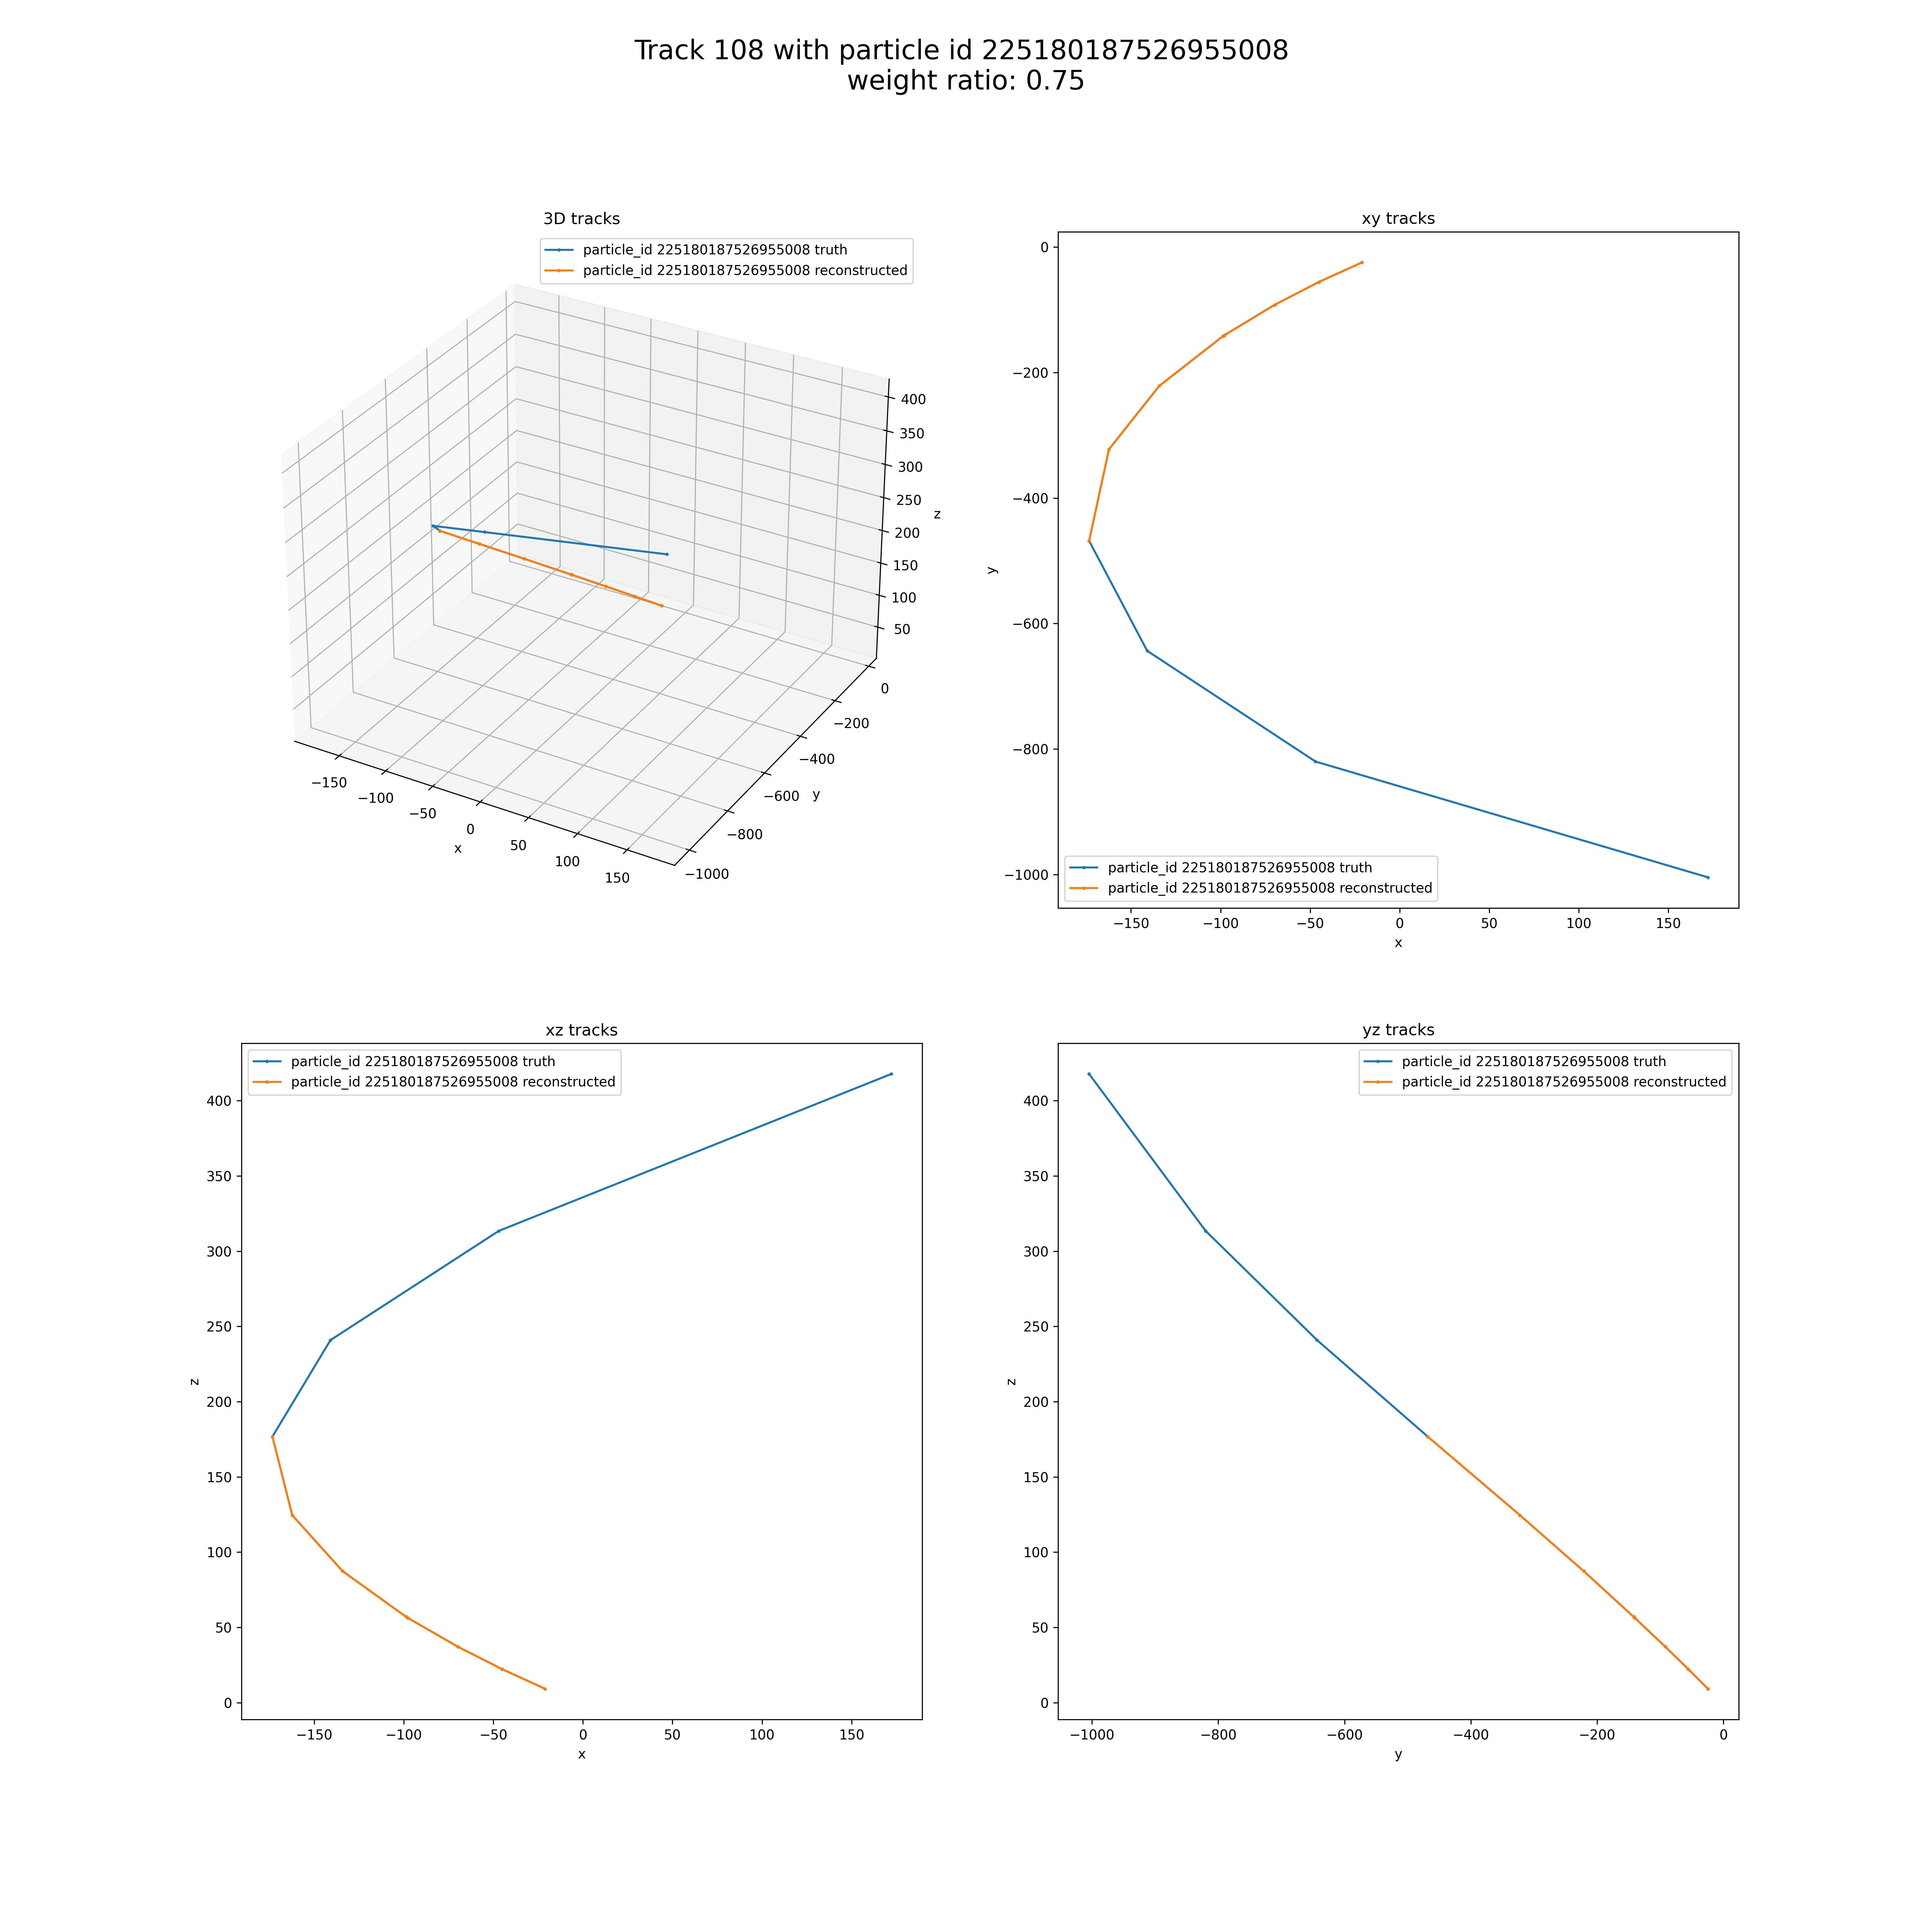 Track 108 with particle id 225180187526955008
weight ratio: 0.75
3D tracks
particle_id 225180187526955008 truth
particle_id 225180187526955008 reconstructed
400
350
300
250
200
150
100
50
z
0
−200
−400
−600
−800
−1000
y
−150
−100
−50
0
50
100
150
x
xy tracks
0
−200
−400
−600
−800
−1000
y
particle_id 225180187526955008 truth
particle_id 225180187526955008 reconstructed
−150 −100 −50 0 50 100 150
x
xz tracks
particle_id 225180187526955008 truth
particle_id 225180187526955008 reconstructed
400
350
300
250
200
150
100
50
0
z
−150 −100 −50 0 50 100 150
x
yz tracks
particle_id 225180187526955008 truth
particle_id 225180187526955008 reconstructed
400
350
300
250
200
150
100
50
0
z
−1000 −800 −600 −400 −200 0
y